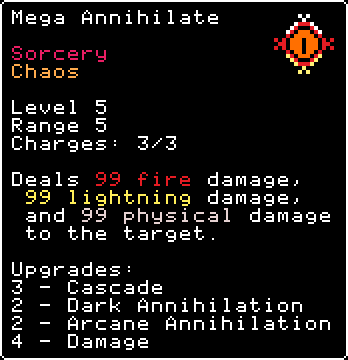 Mega Annihilate
Sorcery
Chaos
Level 5
Range 5
Charges: 3/3
Deals 99 fire damage,
99 lightning damage,
and 99 physical damage
to the target.
Upgrades:
3 - Cascade
2 - Dark Annihilation
2 - Arcane Annihilation
4 - Damage